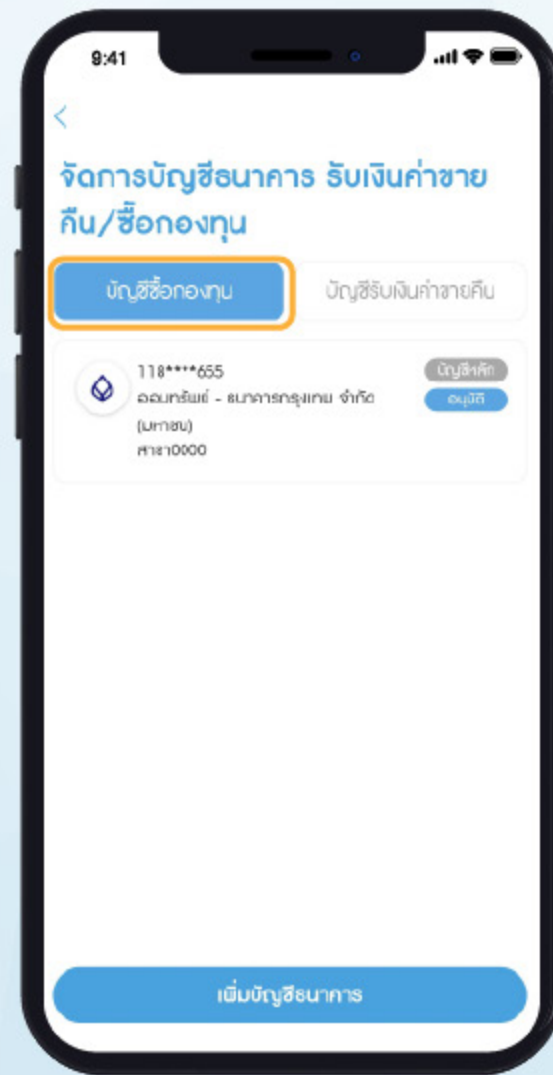 9:41
จัดการบัญชีธนาคาร รับเงินค่าขาย
คืน/ซื้อกองทุน
บัญชีซื้อกองทุน
บัญชีรับเงินค่าขายคืน
118****655
บัญชีหลัก
ออมทรัพย์ - ธนาคารกรุงเทพ จำกัด
อนุมัติ
(มหาชน)
สาขา0000
เพิ่มบัญชีธนาคาร